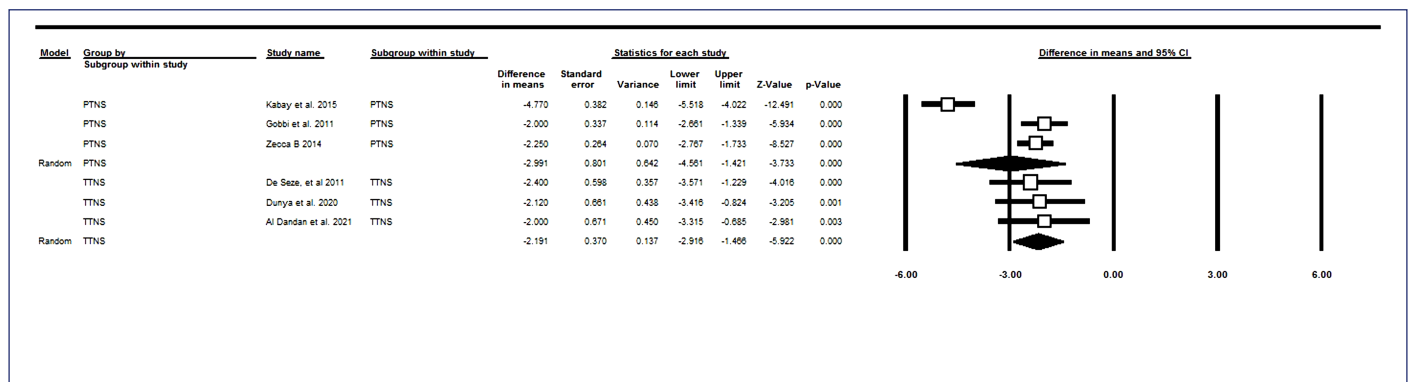 Model Group by Study name Subgroup within study Statistics for each study Difference in means and 95% CI
Subgroup within study
Difference in means Standard error Variance Lower limit Upper limit Z-Value p-Value
PTNS Kabay et al. 2015 PTNS -4.770 0.382 0.146 -5.518 -4.022 -12.491 0.000
PTNS Gobbi et al. 2011 PTNS -2.000 0.337 0.114 -2.661 -1.339 -5.934 0.000
PTNS Zecca B 2014 PTNS -2.250 0.264 0.070 -2.767 -1.733 -8.527 0.000
Random PTNS -2.991 0.801 0.642 -4.561 -1.421 -3.733 0.000
TTNS De Seze, et al 2011 TTNS -2.400 0.598 0.357 -3.571 -1.229 -4.016 0.000
TTNS Dunya et al. 2020 TTNS -2.120 0.661 0.438 -3.416 -0.824 -3.205 0.001
TTNS Al Dandan et al. 2021 TTNS -2.000 0.671 0.450 -3.315 -0.685 -2.981 0.003
Random TTNS -2.191 0.370 0.137 -2.916 -1.466 -5.922 0.000
-6.00 -3.00 0.00 3.00 6.00